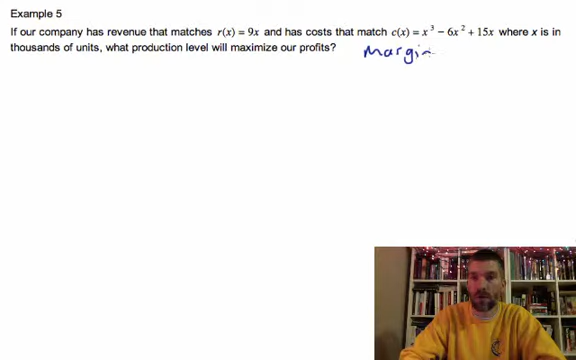 Example 5
If our company has revenue that matches r(x) = 9x and has costs that match c(x) = x³ − 6x² + 15x where x is in
thousands of units, what production level will maximize our profits?
Margin